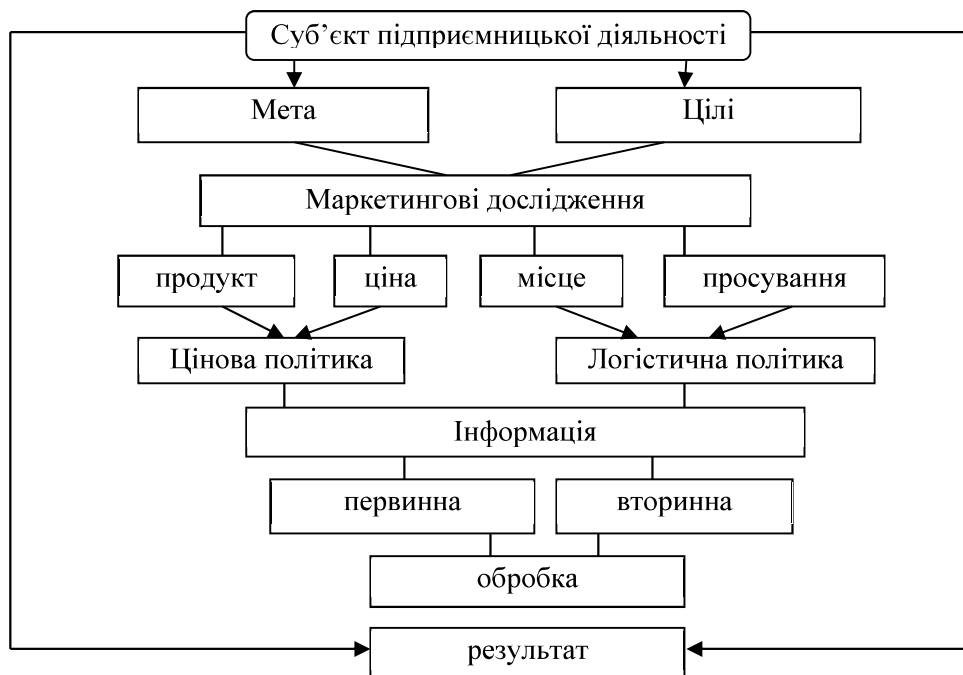 Суб’єкт підприємницької діяльності
Мета
Цілі
Маркетингові дослідження
продукт
ціна
місце
просування
Цінова політика
Логістична політика
Інформація
первинна
вторинна
обробка
результат